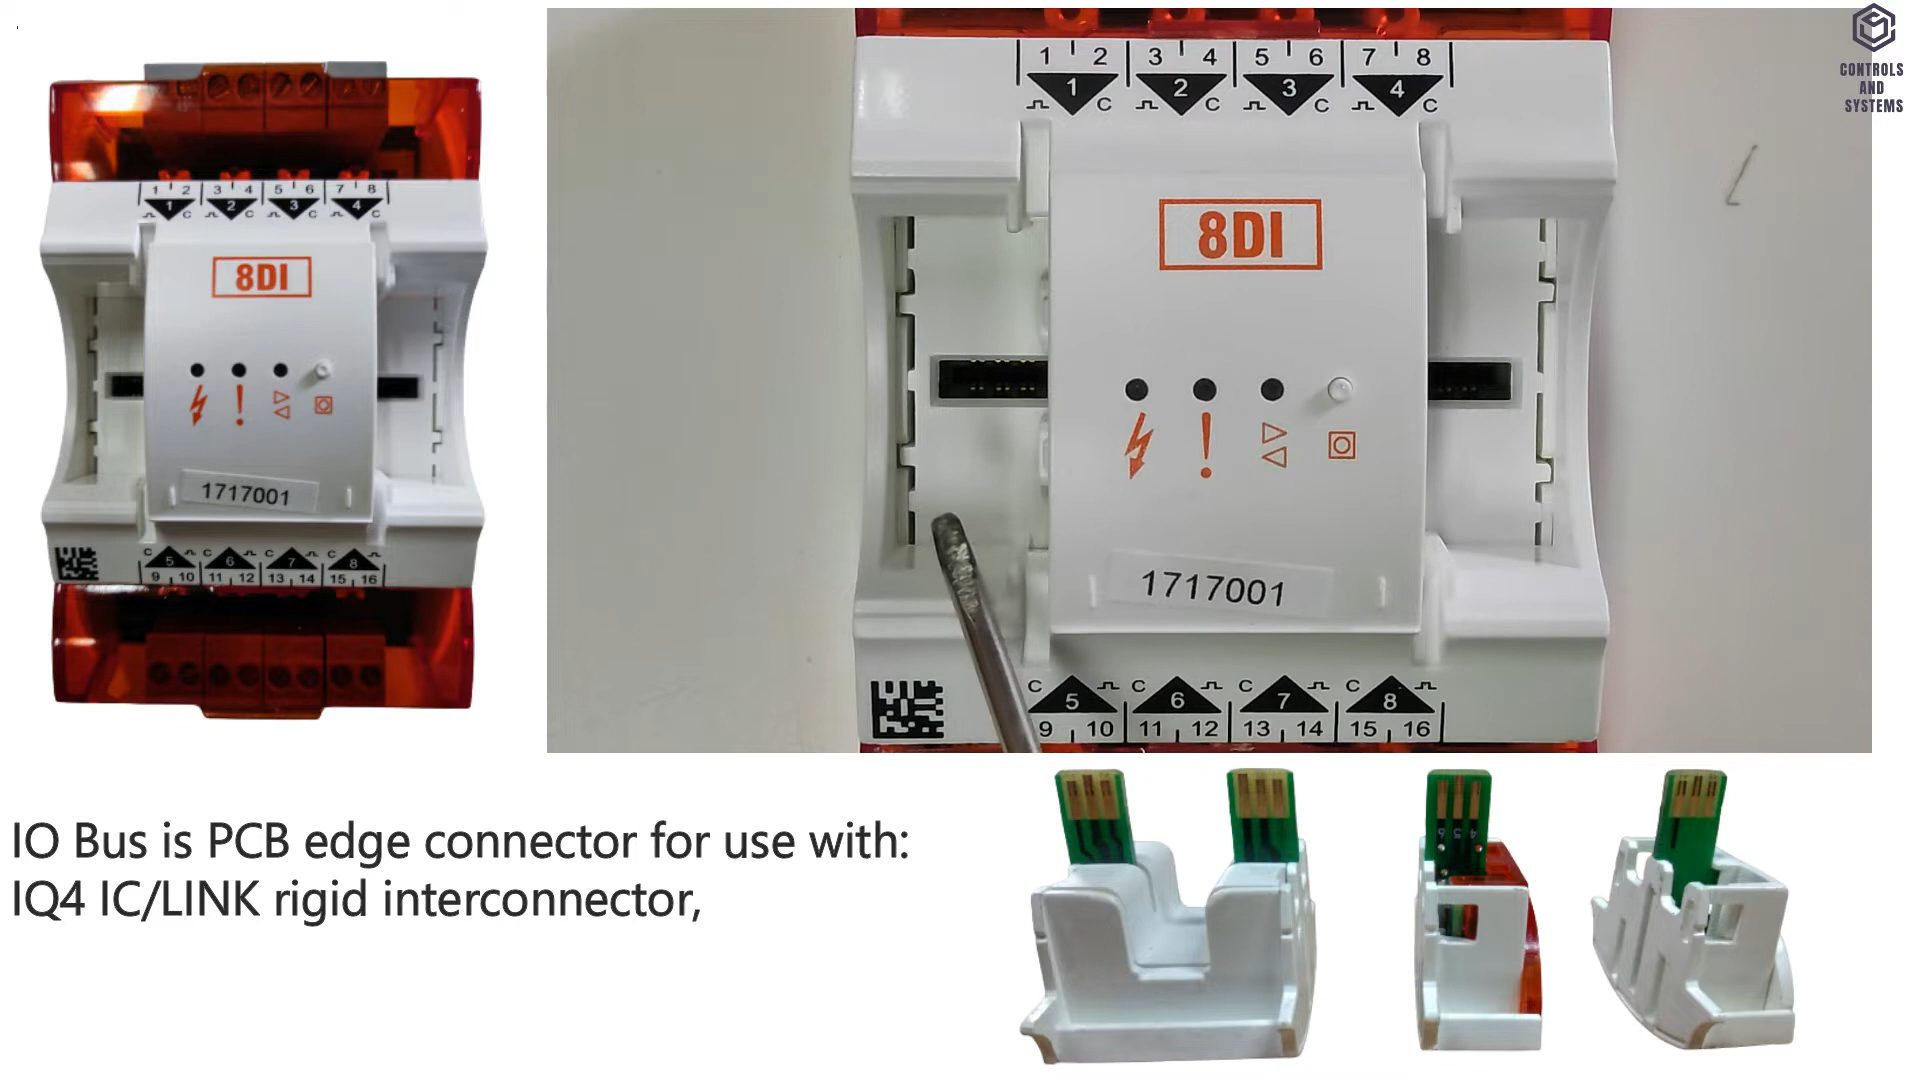 1 2 3 4 5 6 7 8
1 2 3 4
C C C C
8DI
1717001
C C C C
5 6 7 8
9 10 11 12 13 14 15 16
1 2 3 4 5 6 7 8
1 2 3 4
C C C C
8DI
1717001
C C C C
5 6 7 8
9 10 11 12 13 14 15 16
CONTROLS
AND
SYSTEMS
IO Bus is PCB edge connector for use with:
IQ4 IC/LINK rigid interconnector,
6 5 4